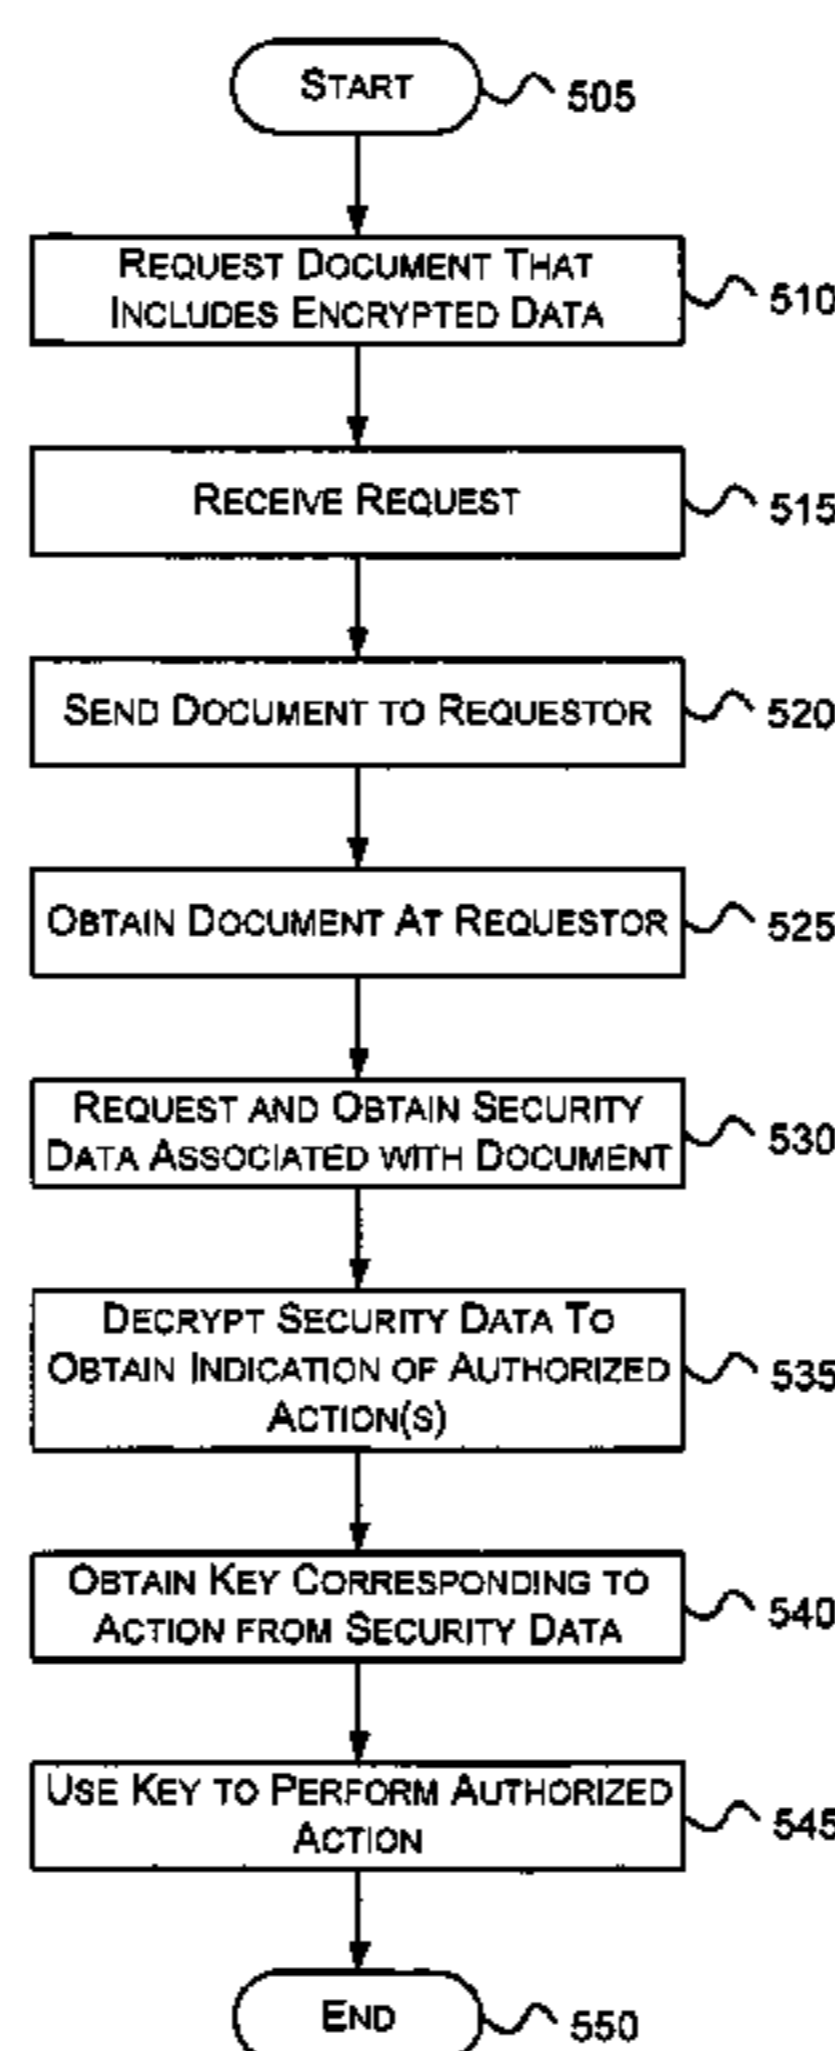 START
505
REQUEST DOCUMENT THAT
INCLUDES ENCRYPTED DATA
510
RECEIVE REQUEST
515
SEND DOCUMENT TO REQUESTOR
520
OBTAIN DOCUMENT AT REQUESTOR
525
REQUEST AND OBTAIN SECURITY
DATA ASSOCIATED WITH DOCUMENT
530
DECRYPT SECURITY DATA TO
OBTAIN INDICATION OF AUTHORIZED
ACTION(S)
535
OBTAIN KEY CORRESPONDING TO
ACTION FROM SECURITY DATA
540
USE KEY TO PERFORM AUTHORIZED
ACTION
545
END
550